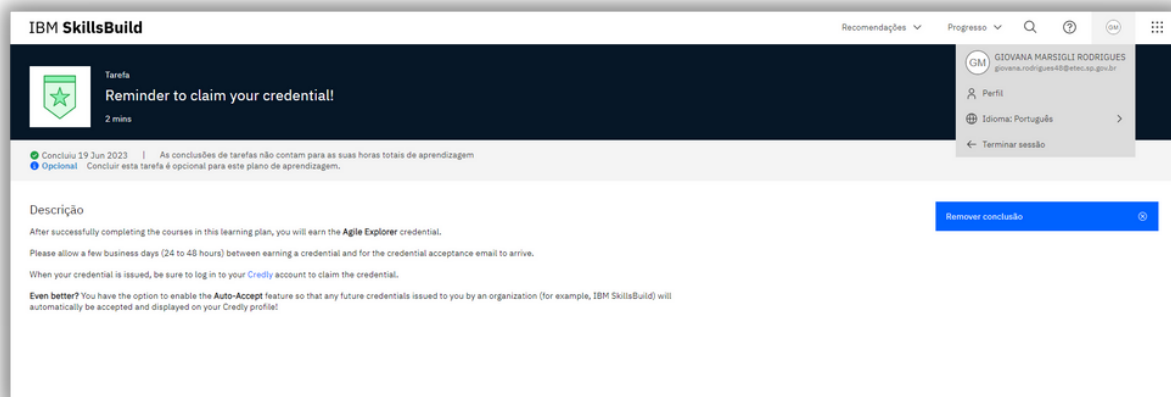 IBM SkillsBuild
Recomendações
Progresso
GM
Tarefa
Reminder to claim your credential!
2 mins
GM
GIOVANA MARSIGLI RODRIGUES
giovana.rodrigues48@etec.sp.gov.br
Perfil
Idioma: Português
Terminar sessão
Concluiu 19 Jun 2023 | As conclusões de tarefas não contam para as suas horas totais de aprendizagem
Opcional Concluir esta tarefa é opcional para este plano de aprendizagem.
Descrição
After successfully completing the courses in this learning plan, you will earn the Agile Explorer credential.
Please allow a few business days (24 to 48 hours) between earning a credential and for the credential acceptance email to arrive.
When your credential is issued, be sure to log in to your Credly account to claim the credential.
Even better? You have the option to enable the Auto-Accept feature so that any future credentials issued to you by an organization (for example, IBM SkillsBuild) will
automatically be accepted and displayed on your Credly profile!
Remover conclusão